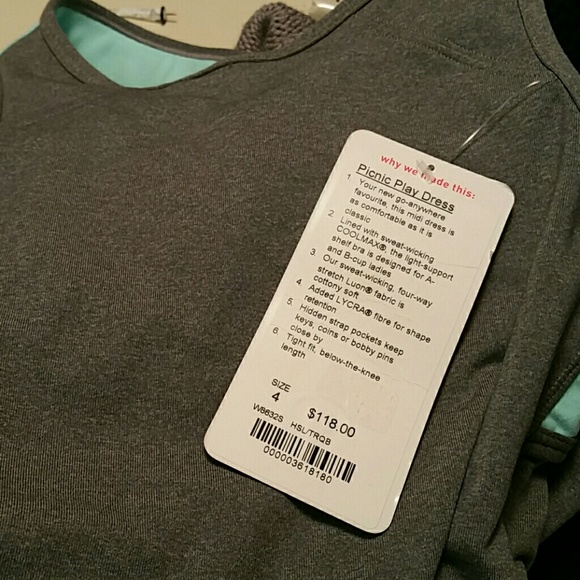 why we made this:
Picnic Play Dress
1 Your new go-anywhere
favourite, this midi dress is
as comfortable as it is
classic
2 Lined with sweat-wicking
COOLMAX®, the light-support
shelf bra is designed for A-
and B-cup ladies
3 Our sweat-wicking, four-way
stretch Luon® fabric is
cottony soft
4 Added LYCRA® fibre for shape
retention
5 Hidden strap pockets keep
keys, coins or bobby pins
close by
6 Tight fit, below-the-knee
length
SIZE
4 $118.00
W8632S HSL/TRQB
000003618180